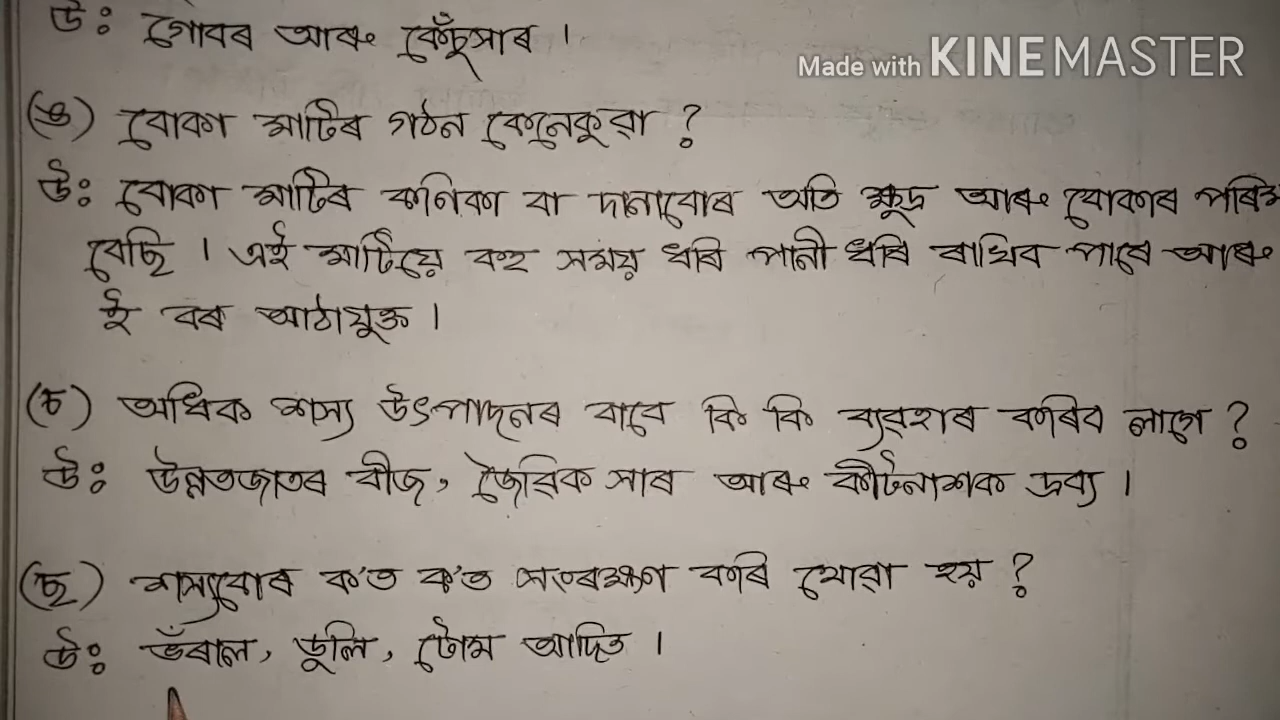 উঃ গোবৰ আৰু কেঁচুসাৰ ।
Made with KINEMASTER
(ঙ) বোকা মাটিৰ গঠন কেনেকুৱা ?
উঃ বোকা মাটিৰ কণিকা বা দানাবোৰ অতি ক্ষুদ্ৰ আৰু বোকাৰ
বেছি । এই মাটিয়ে বহু সময় ধৰি পানী ধৰি ৰাখিব পাৰে আৰু
ই বৰ আঠাযুক্ত ।
(চ) অধিক শস্য উৎপাদনৰ বাবে কি কি ব্যৱহাৰ কৰিব লাগে ?
উঃ উন্নতজাতৰ বীজ, জৈৱিক সাৰ আৰু কীটনাশক দ্ৰব্য ।
(ছ) শস্যবোৰ ক'ত ক'ত সংৰক্ষণ কৰি থোৱা হয় ?
উঃ ভঁৰাল, ডুলি, টোম আদিত ।